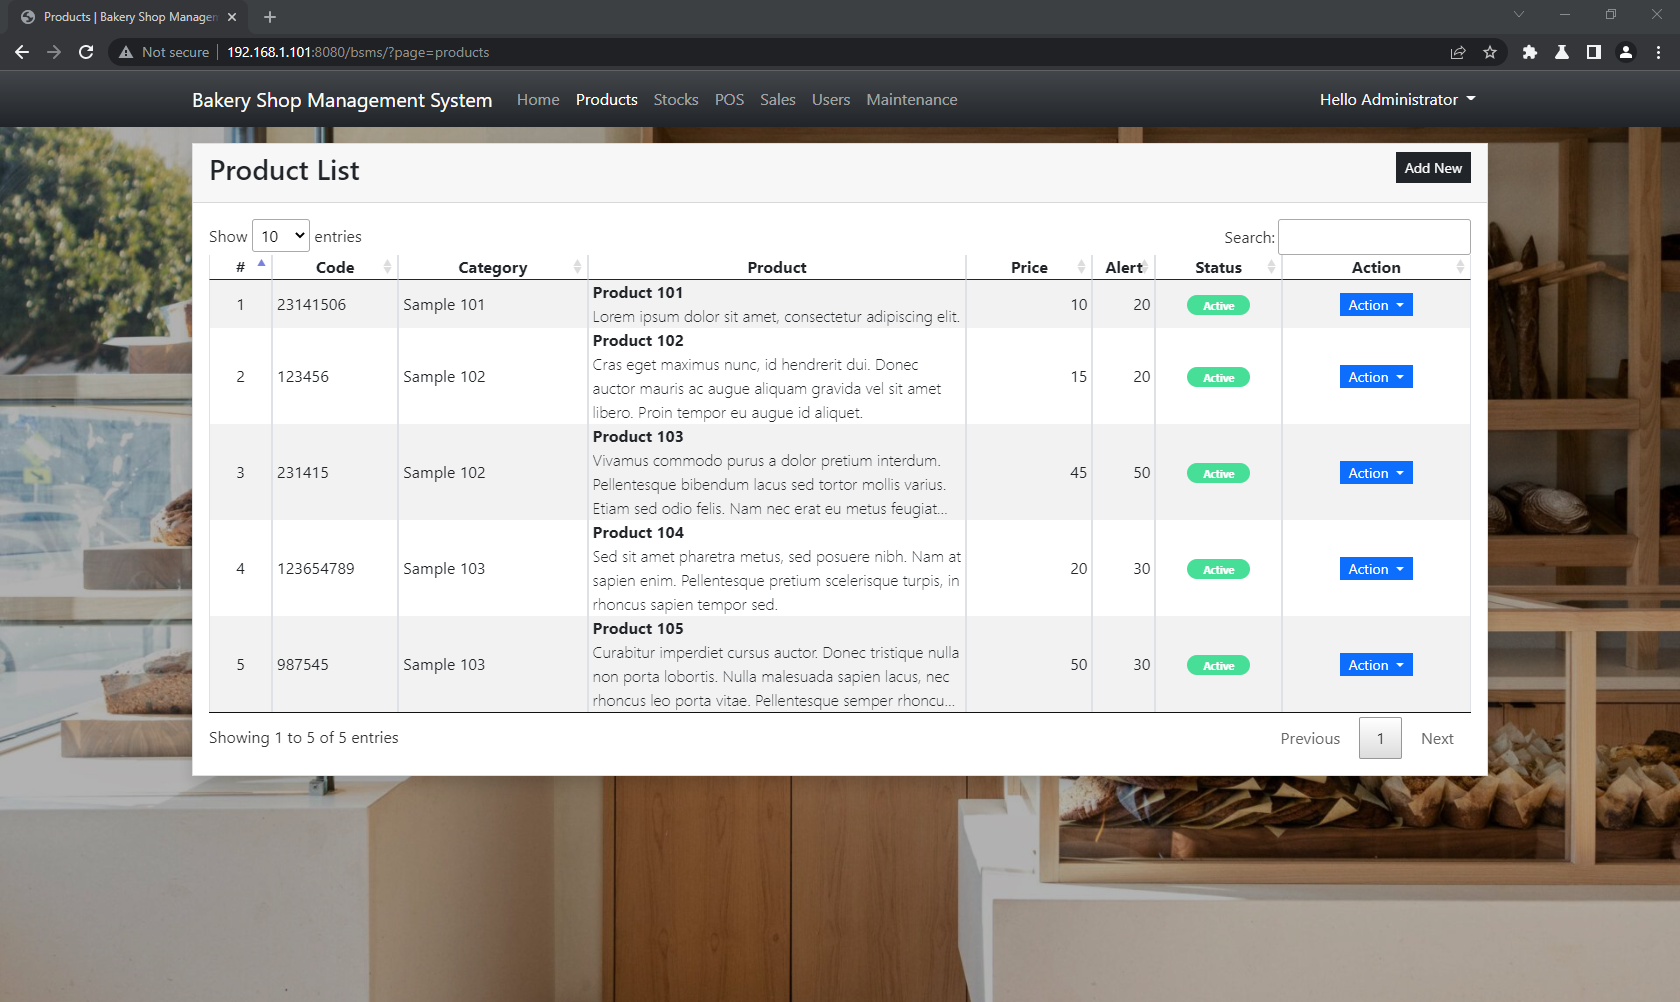 Products | Bakery Shop Managen
Not secure
192.168.1.101:8080/bsms/?page=products
Bakery Shop Management System
Home Products Stocks POS Sales Users Maintenance
Hello Administrator
Product List
Add New
Show 10 entries
Search:
# Code Category Product Price Alert Status Action
1 23141506 Sample 101 Product 101 10 20 Active Action
Lorem ipsum dolor sit amet, consectetur adipiscing elit.
Product 102
2 123456 Sample 102 15 20 Active Action
Cras eget maximus nunc, id hendrerit dui. Donec
auctor mauris ac augue aliquam gravida vel sit amet
libero. Proin tempor eu augue id aliquet.
Product 103
3 231415 Sample 102 45 50 Active Action
Vivamus commodo purus a dolor pretium interdum.
Pellentesque bibendum lacus sed tortor mollis varius.
Etiam sed odio felis. Nam nec erat eu metus feugiat...
Product 104
4 123654789 Sample 103 20 30 Active Action
Sed sit amet pharetra metus, sed posuere nibh. Nam at
sapien enim. Pellentesque pretium scelerisque turpis, in
rhoncus sapien tempor sed.
Product 105
5 987545 Sample 103 50 30 Active Action
Curabitur imperdiet cursus auctor. Donec tristique nulla
non porta lobortis. Nulla malesuada sapien lacus, nec
rhoncus leo porta vitae. Pellentesque semper rhoncu...
Showing 1 to 5 of 5 entries
Previous 1 Next